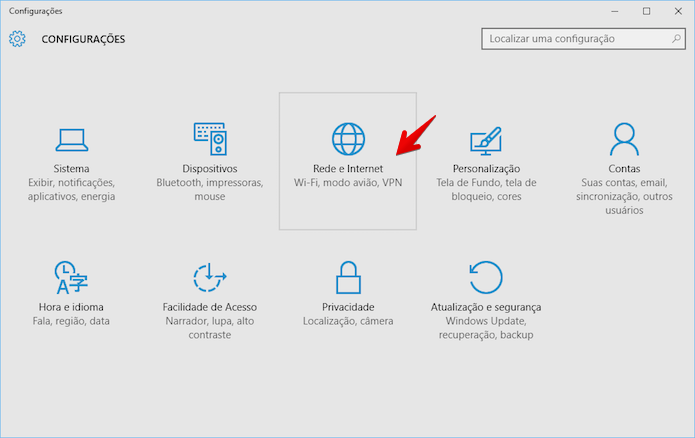 Configurações
CONFIGURAÇÕES
Localizar uma configuração
Sistema
Exibir, notificações,
aplicativos, energia
Dispositivos
Bluetooth, impressoras,
mouse
Rede e Internet
Wi-Fi, modo avião, VPN
Personalização
Tela de Fundo, tela de
bloqueio, cores
Contas
Suas contas, email,
sincronização, outros
usuários
Hora e idioma
Fala, região, data
Facilidade de Acesso
Narrador, lupa, alto
contraste
Privacidade
Localização, câmera
Atualização e segurança
Windows Update,
recuperação, backup